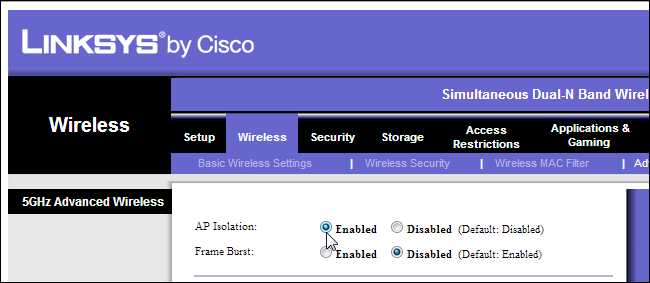 LINKSYS® by Cisco
Simultaneous Dual-N Band
Wireless
Setup Wireless Security Storage Access Restrictions Applications & Gaming
Basic Wireless Settings | Wireless Security | Wireless MAC Filter |
5GHz Advanced Wireless
AP Isolation: Enabled Disabled (Default: Disabled)
Frame Burst: Enabled Disabled (Default: Enabled)